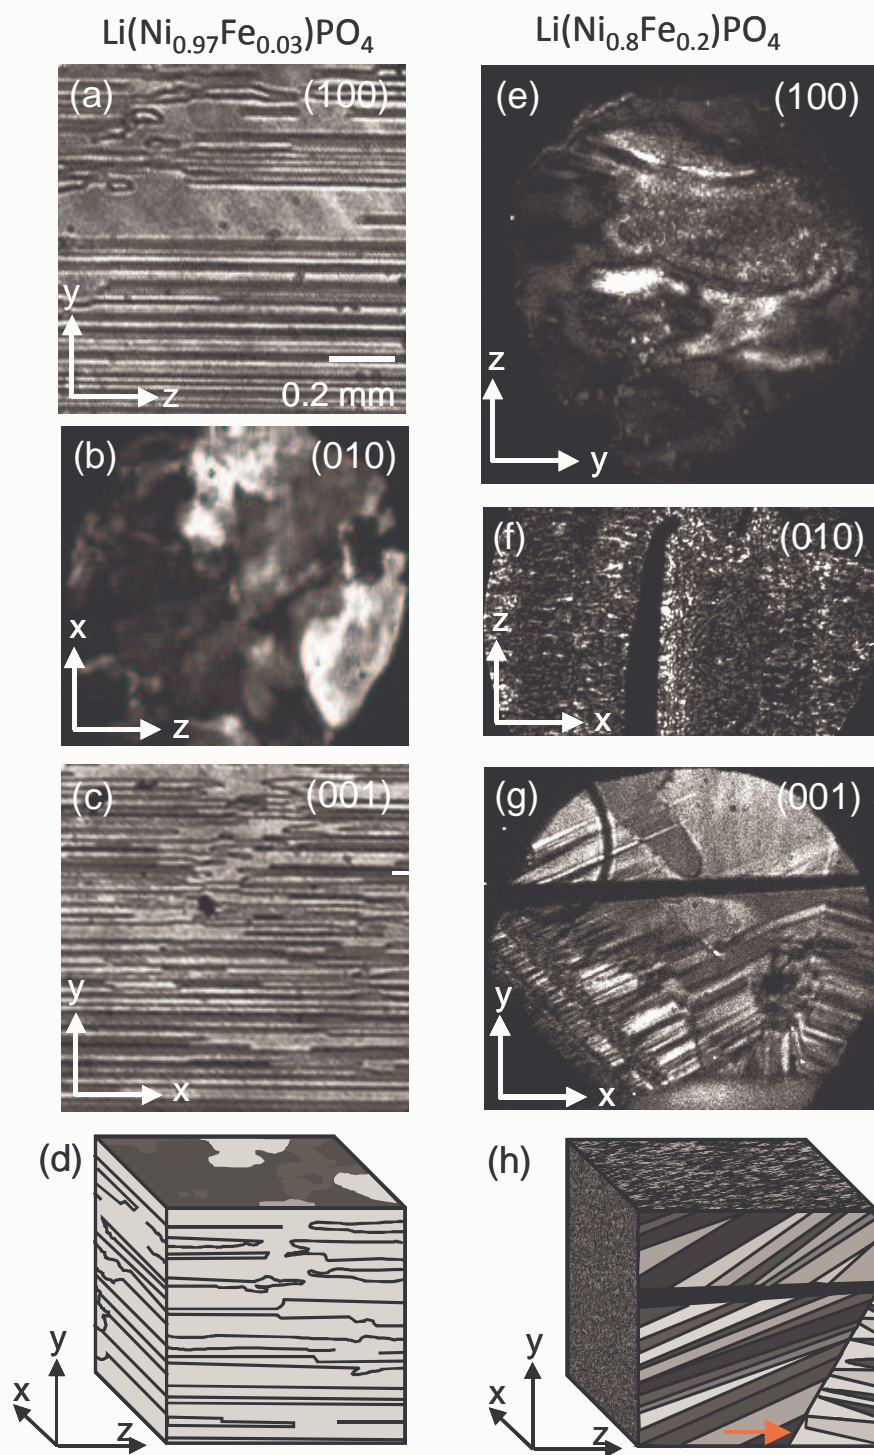 Li(Ni0.97Fe0.03)PO4
(a) (100)
y
z
0.2 mm
(b) (010)
x
z
(c) (001)
y
x
(d)
y
x
z
Li(Ni0.8Fe0.2)PO4
(e) (100)
z
y
(f) (010)
z
x
(g) (001)
y
x
(h)
y
x
z